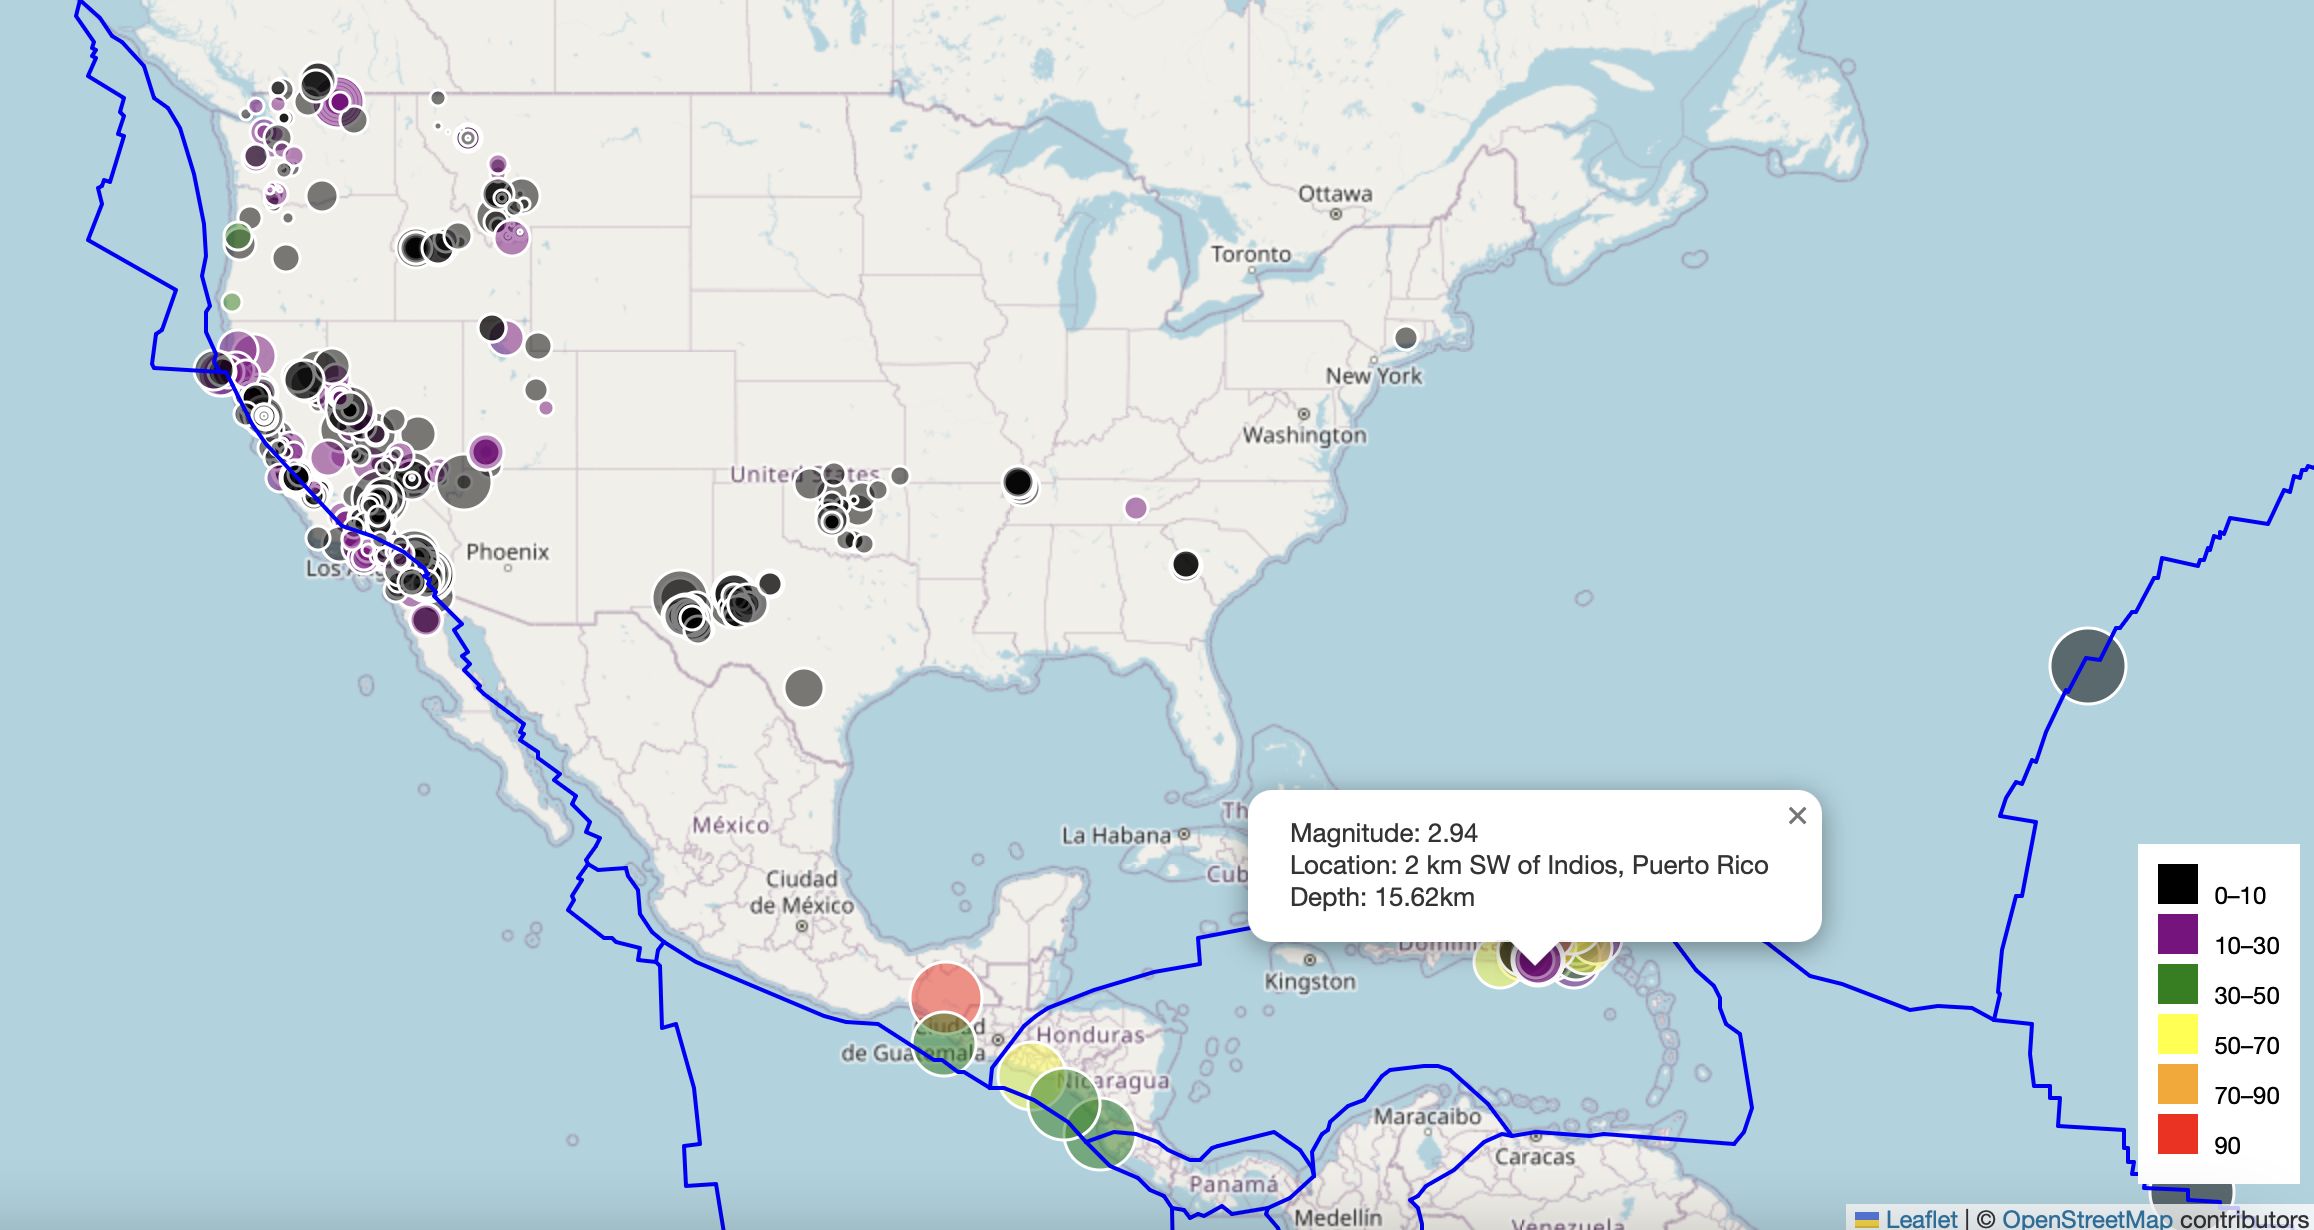 Ottawa
Toronto
New York
Washington
United States
Phoenix
Los
México
La Habana
Th
Cub
Magnitude: 2.94
Location: 2 km SW of Indios, Puerto Rico
Depth: 15.62km
×
Ciudad
de México
Dominica
Kingston
Ciudad
de Guatemala
Honduras
Nicaragua
Maracaibo
Caracas
Panamá
Medellín
Venezuela
0–10
10–30
30–50
50–70
70–90
90
Leaflet | © OpenStreetMap contributors